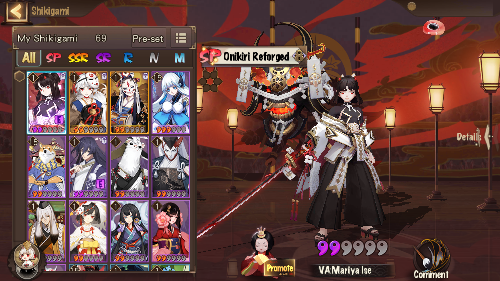 Shikigami
My Shikigami 69 Pre-set
All SP SSR SR R N M
SP Onikiri Reforged
Details
Promote
VA:Mariya Ise
Comment